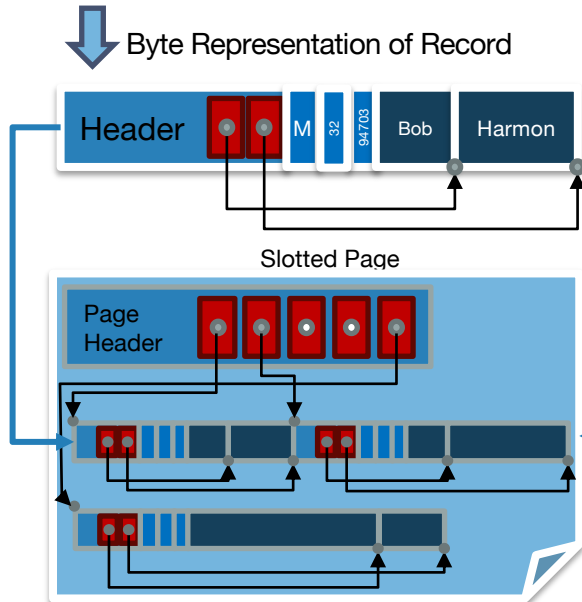 Byte Representation of Record
Header
M
32
94703
Bob
Harmon
Slotted Page
Page
Header